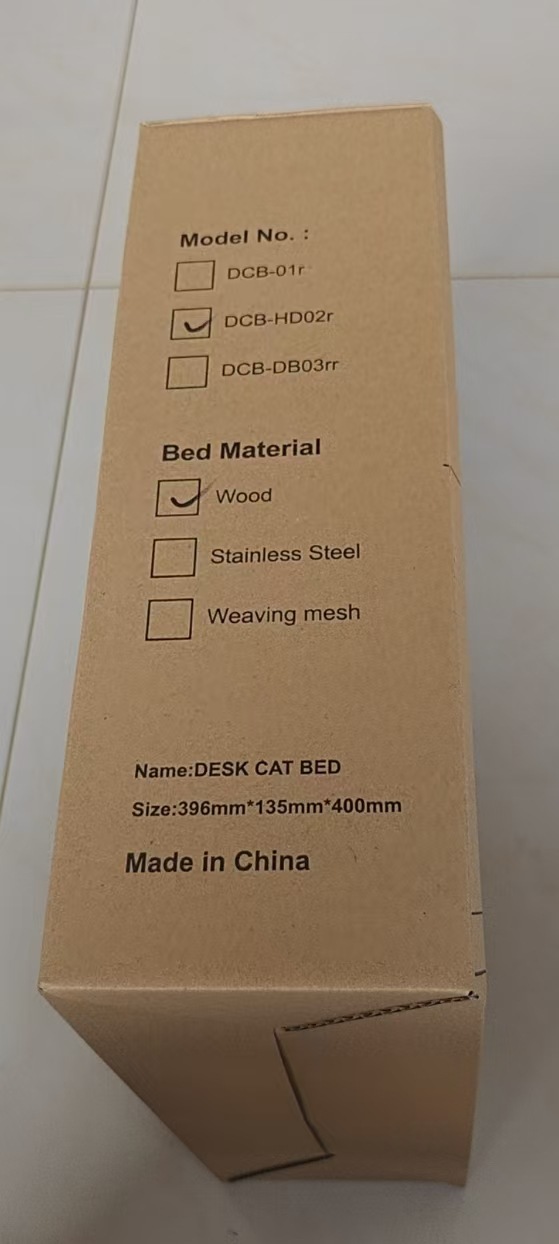 Model No. :
DCB-01r
DCB-HD02r
DCB-DB03rr
Bed Material
Wood
Stainless Steel
Weaving mesh
Name:DESK CAT BED
Size:396mm*135mm*400mm
Made in China